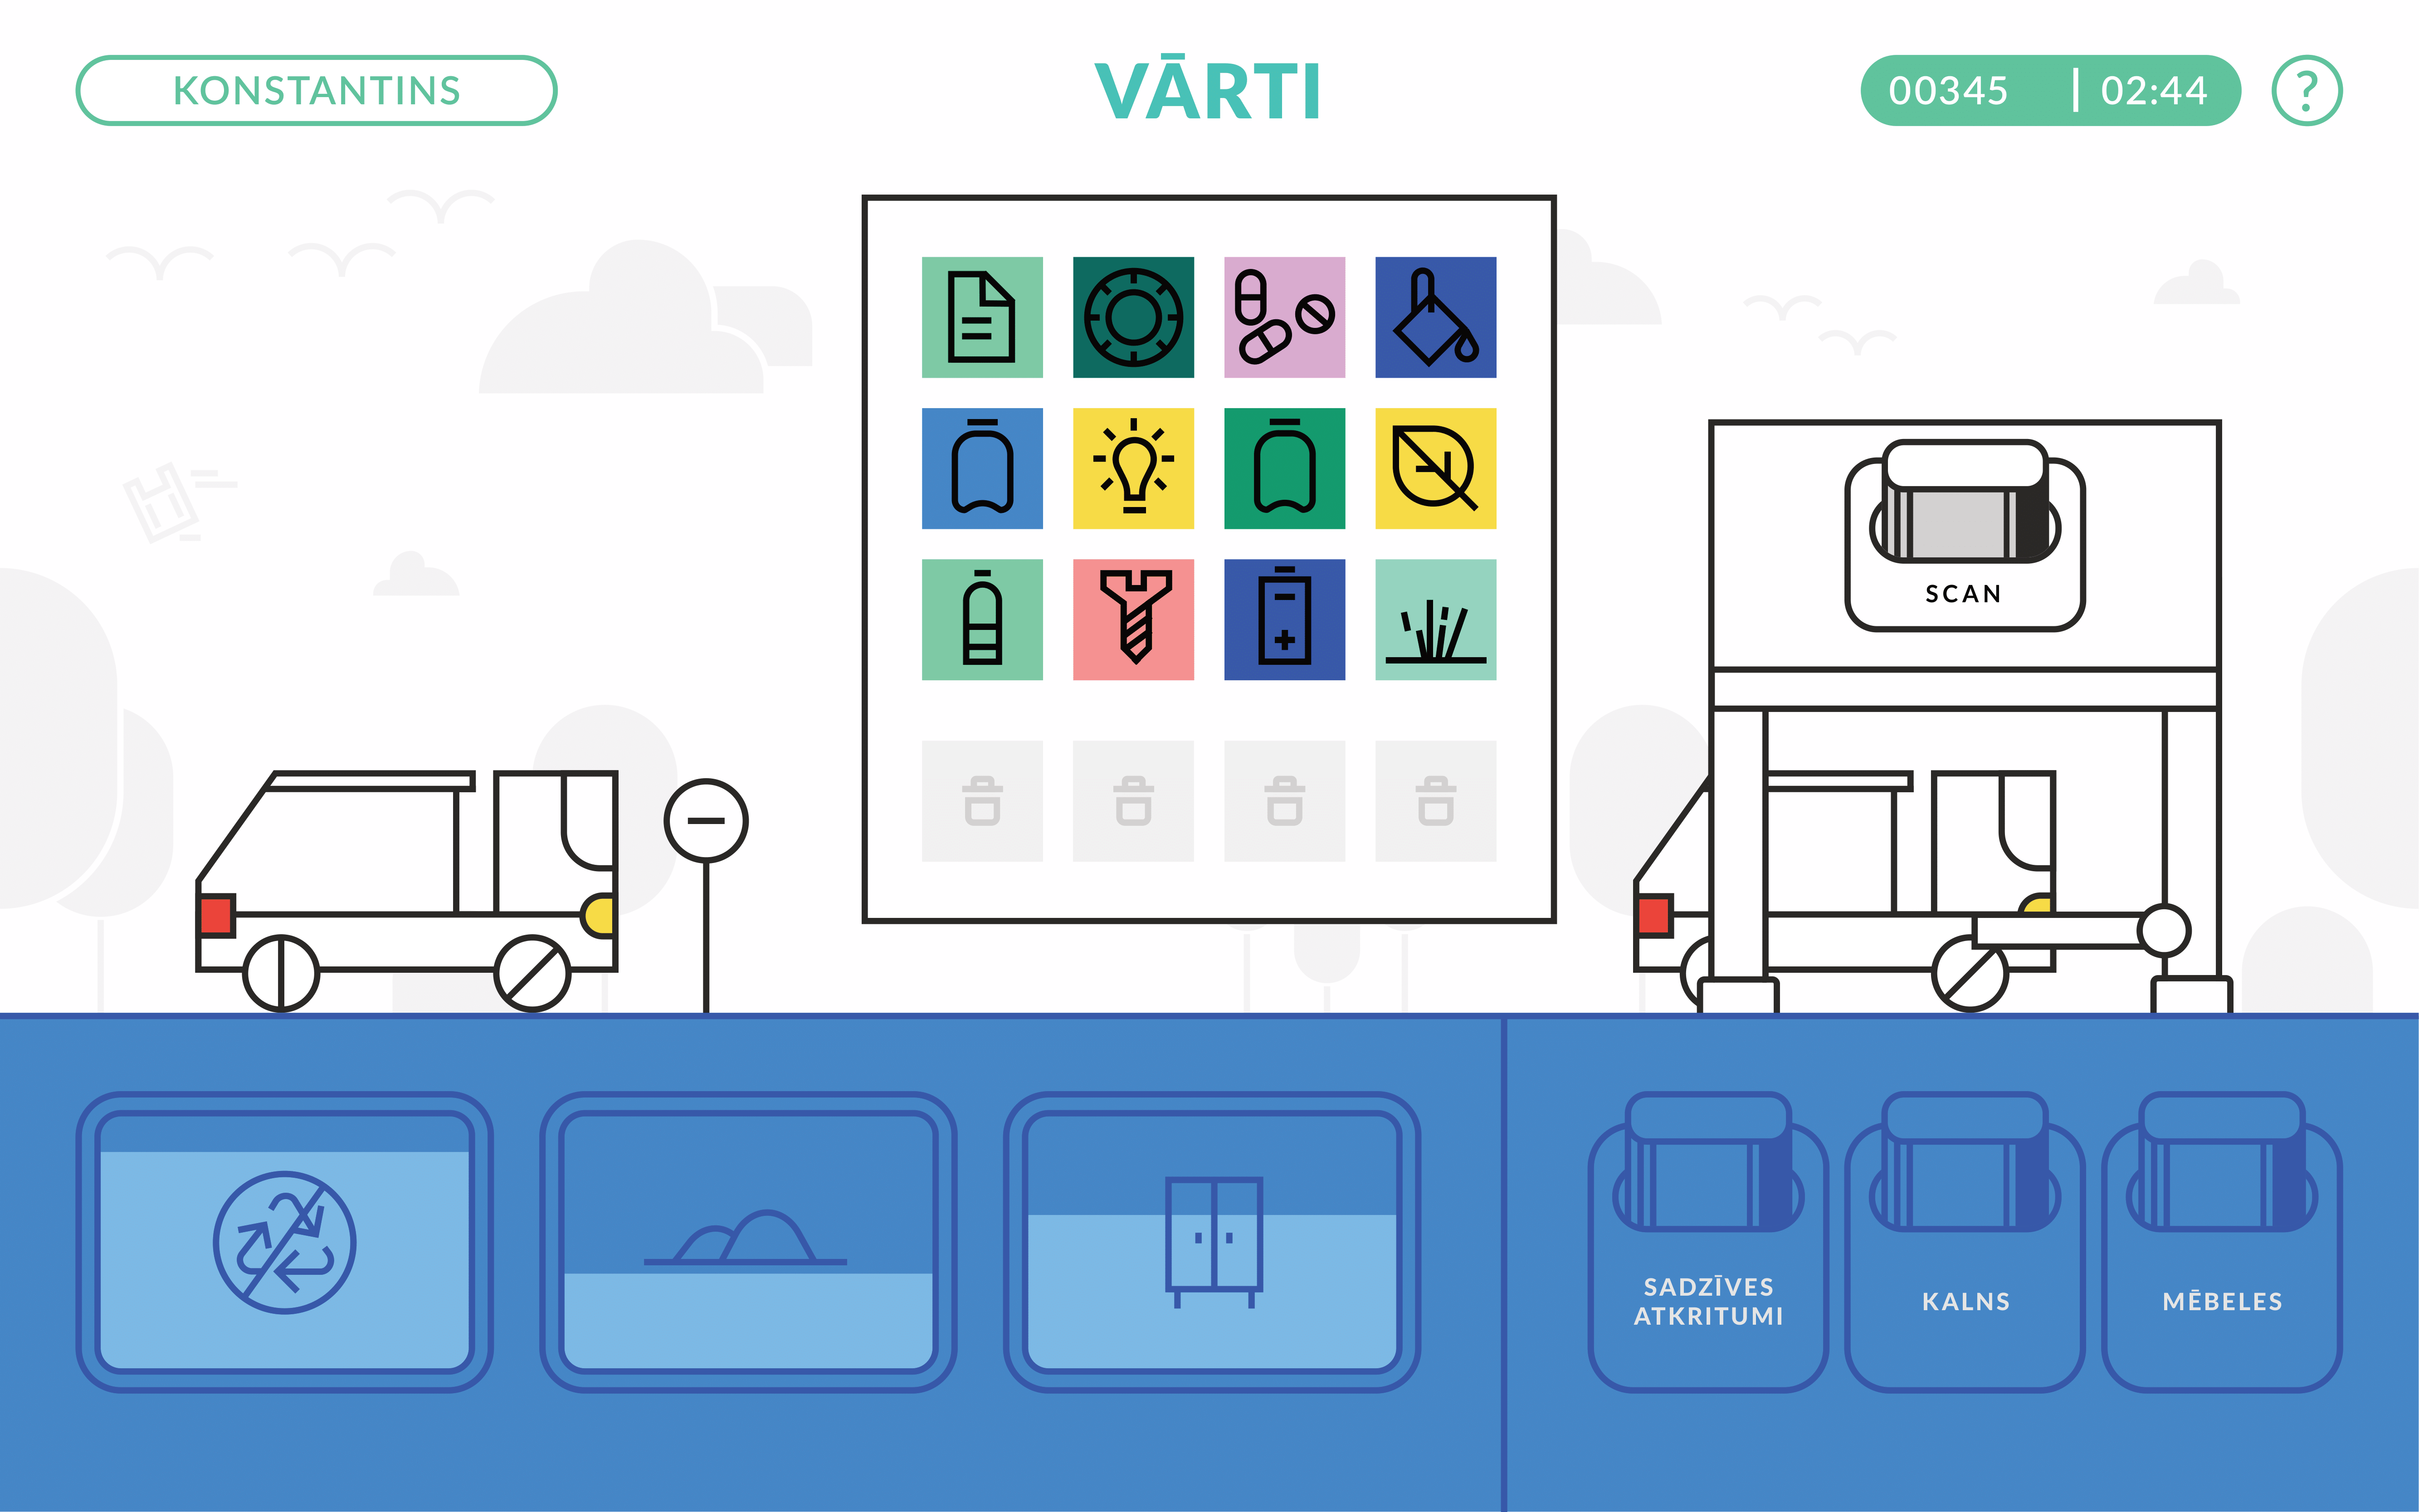 KONSTANTINS
VĀRTI
00345 | 02:44
?
SCAN
SADZĪVES
ATKRITUMI
KALNS
MĒBELES